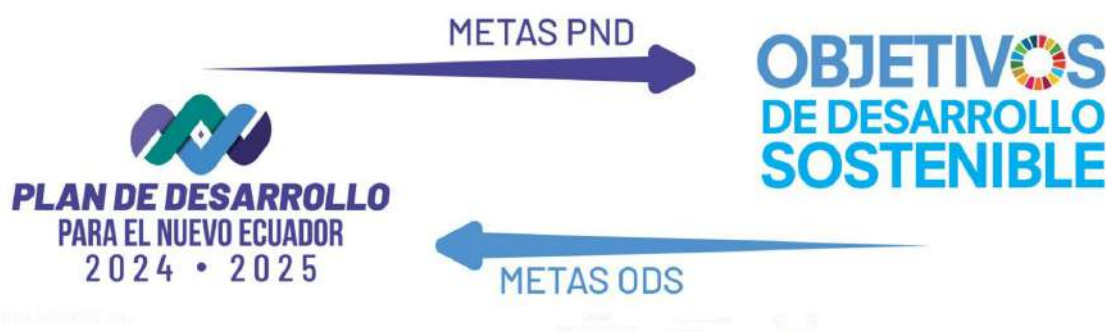 METAS PND
OBJETIVOS
DE DESARROLLO
SOSTENIBLE
PLAN DE DESARROLLO
PARA EL NUEVO ECUADOR
2024 • 2025
METAS ODS